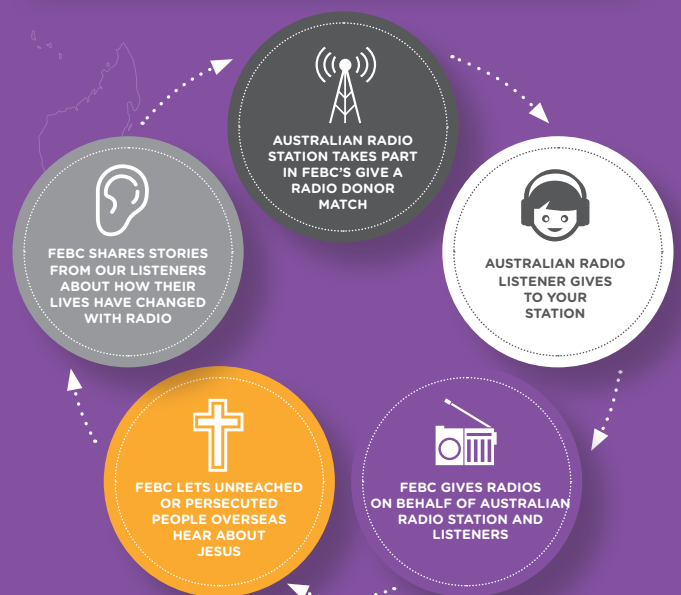 AUSTRALIAN RADIO
STATION TAKES PART
IN FEBC'S GIVE A
RADIO DONOR
MATCH
AUSTRALIAN RADIO
LISTENER GIVES
TO YOUR
STATION
FEBC GIVES RADIOS
ON BEHALF OF AUSTRALIAN
RADIO STATION AND
LISTENERS
FEBC LETS UNREACHED
OR PERSECUTED
PEOPLE OVERSEAS
HEAR ABOUT
JESUS
FEBC SHARES STORIES
FROM OUR LISTENERS
ABOUT HOW THEIR
LIVES HAVE CHANGED
WITH RADIO